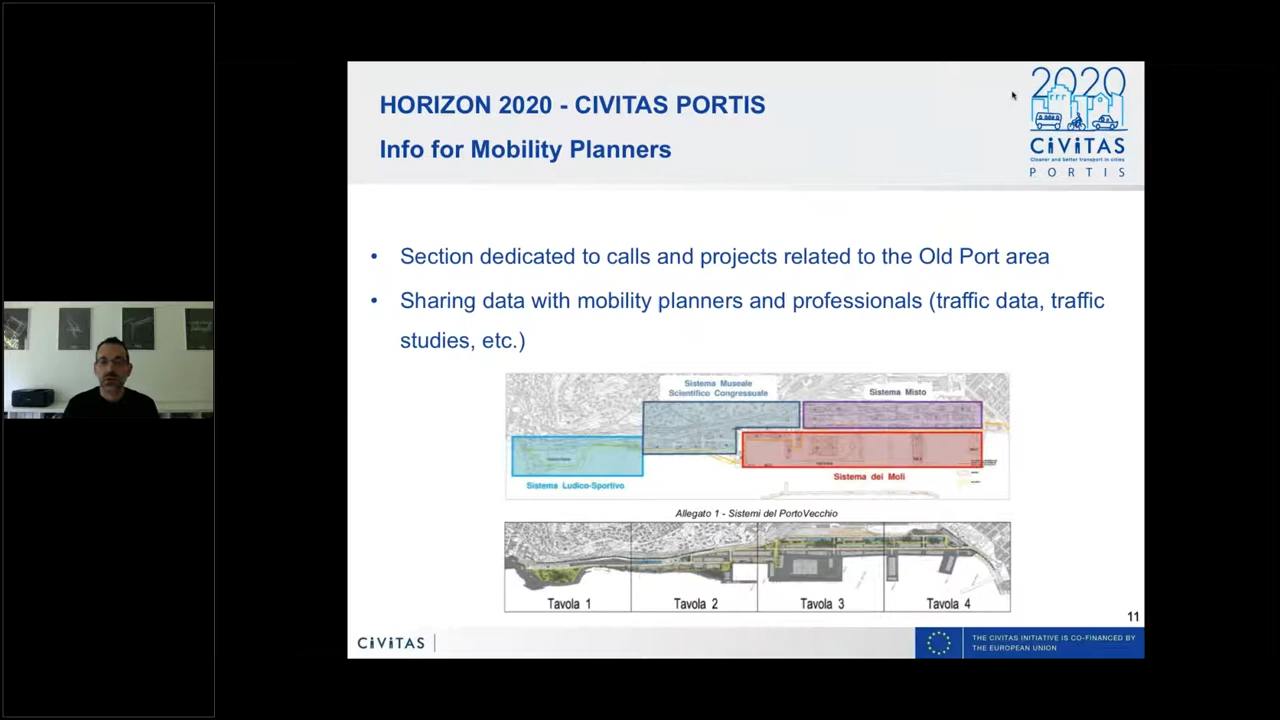 HORIZON 2020 - CIVITAS PORTIS
Info for Mobility Planners
2020
CiViTAS
Cleaner and better transport in cities
PORTIS
• Section dedicated to calls and projects related to the Old Port area
• Sharing data with mobility planners and professionals (traffic data, traffic
studies, etc.)
Sistema Museale
Scientifico Congressuale
Sistema Misto
Sistema Ludico-Sportivo
Sistema dei Moli
Allegato 1 - Sistemi del PortoVecchio
Tavola 1
Tavola 2
Tavola 3
Tavola 4
11
CiViTAS
THE CIVITAS INITIATIVE IS CO-FINANCED BY
THE EUROPEAN UNION